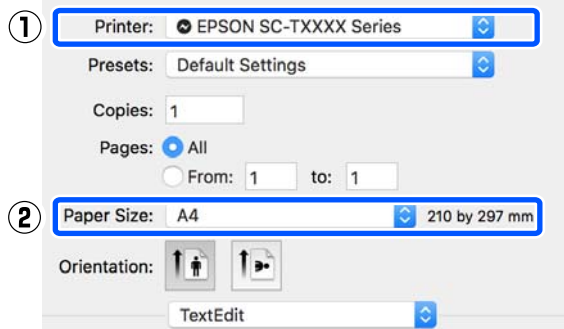 ① Printer: EPSON SC-TXXXX Series
Presets: Default Settings
Copies: 1
Pages: All
From: 1 to: 1
② Paper Size: A4 210 by 297 mm
Orientation:
TextEdit